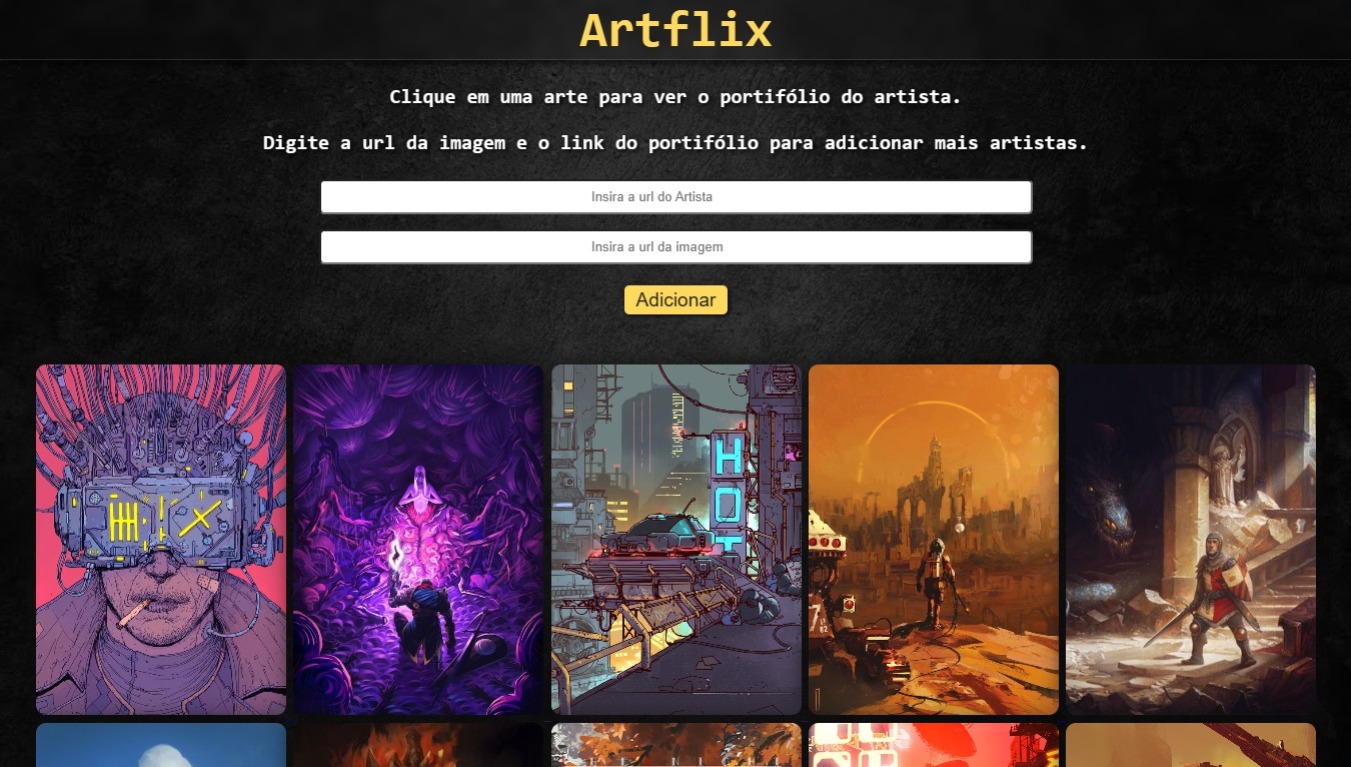 Artflix
Clique em uma arte para ver o portifólio do artista.
Digite a url da imagem e o link do portifólio para adicionar mais artistas.
Insira a url do Artista
Insira a url da imagem
Adicionar
HOT
7